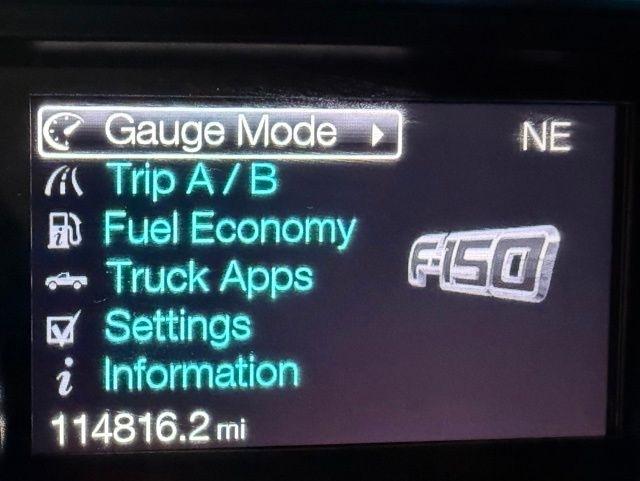 Gauge Mode
NE
Trip A / B
Fuel Economy
F-150
Truck Apps
Settings
Information
114816.2 mi